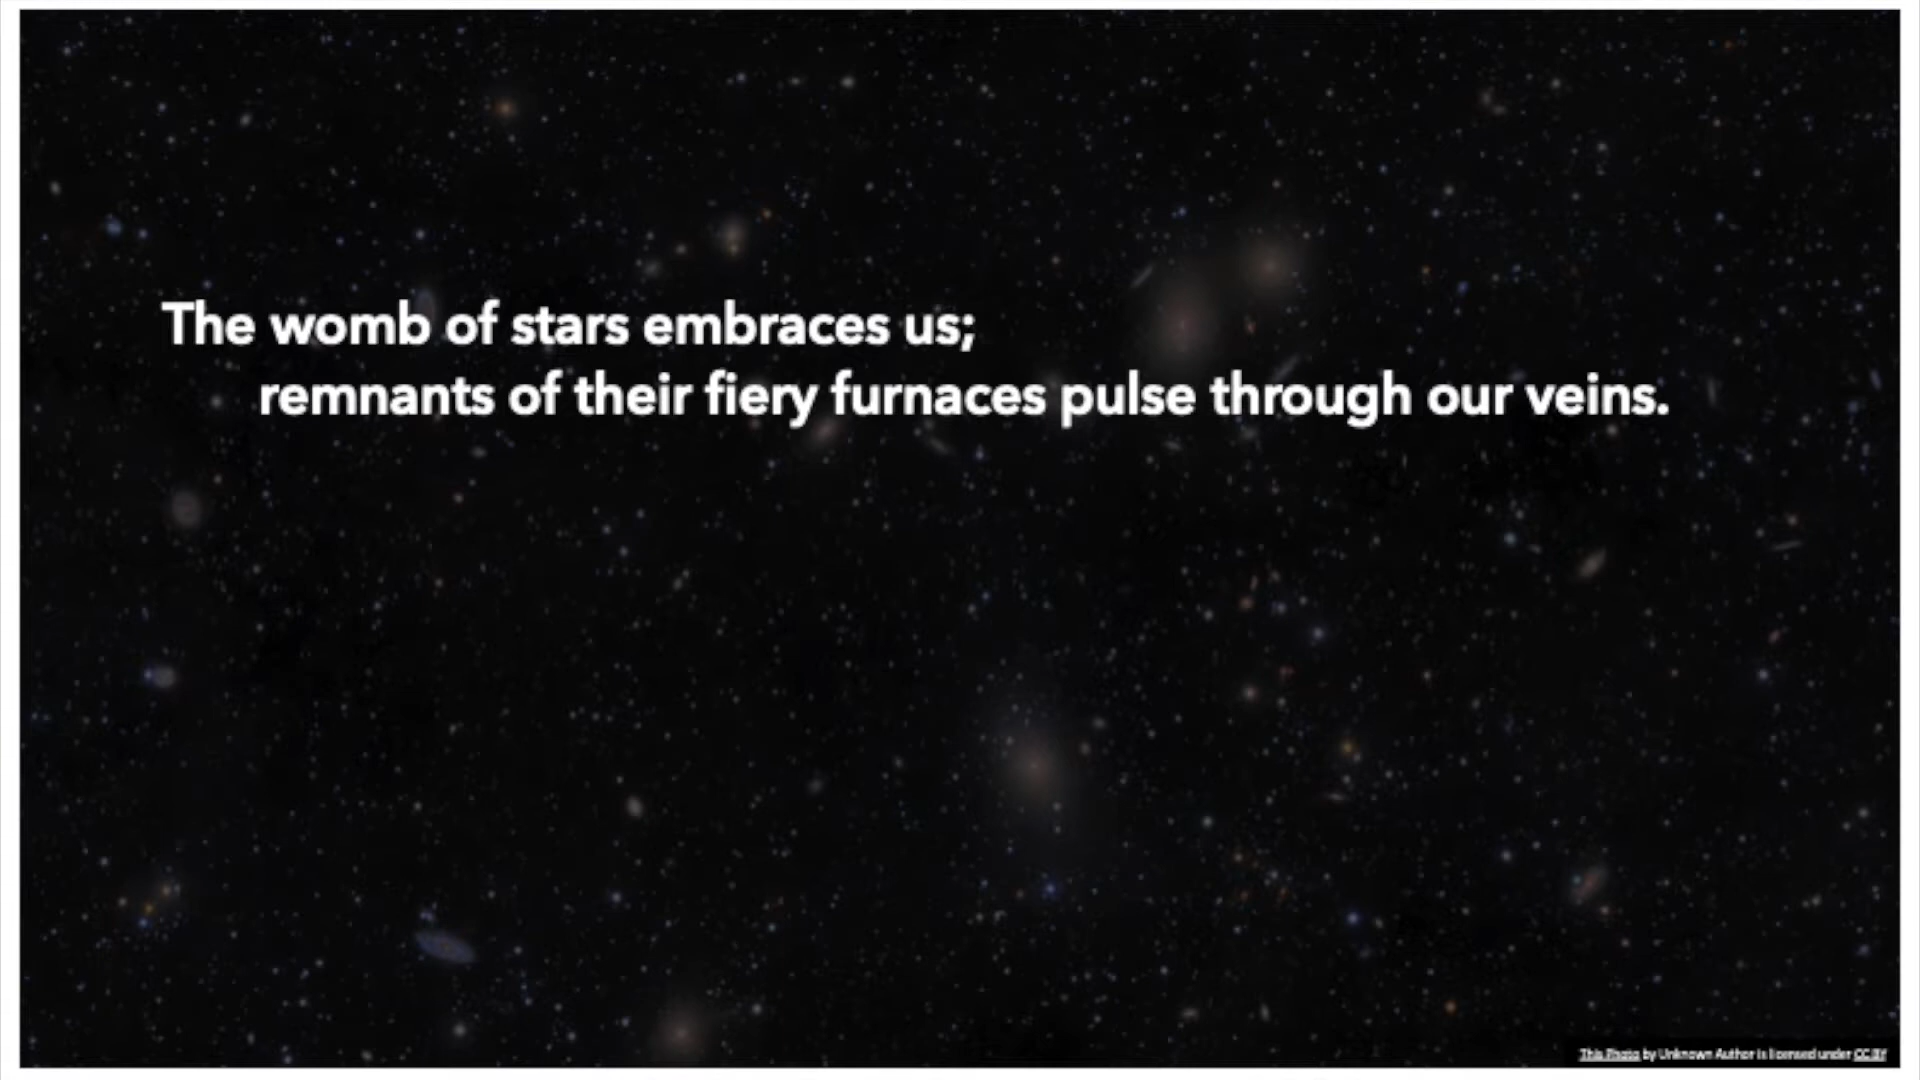 The womb of stars embraces us;
remnants of their fiery furnaces pulse through our veins.
This Photo by Unknown Author is licensed under CC BY